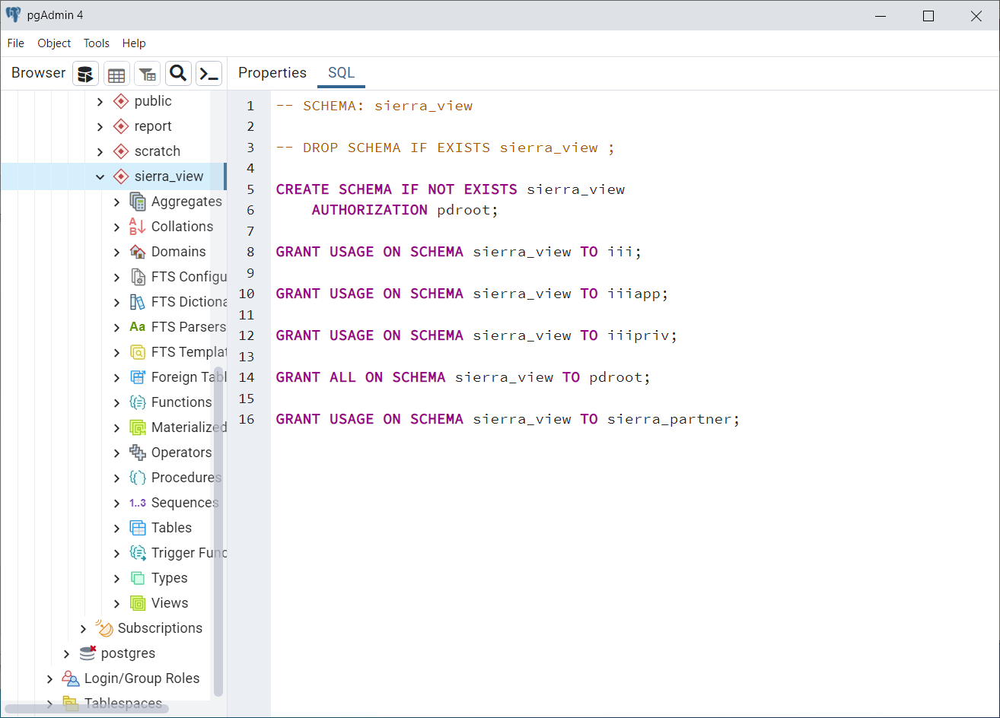 pgAdmin 4
File Object Tools Help
Browser
Properties SQL
public
report
scratch
sierra_view
Aggregates
Collations
Domains
FTS Configu
FTS Dictiona
Aa FTS Parsers
FTS Templat
Foreign Tabl
Functions
Materialized
Operators
Procedures
1..3 Sequences
Tables
Trigger Func
Types
Views
Subscriptions
postgres
Login/Group Roles
Tablespaces
1 -- SCHEMA: sierra_view
2
3 -- DROP SCHEMA IF EXISTS sierra_view ;
4
5 CREATE SCHEMA IF NOT EXISTS sierra_view
6 AUTHORIZATION pdroot;
7
8 GRANT USAGE ON SCHEMA sierra_view TO iii;
9
10 GRANT USAGE ON SCHEMA sierra_view TO iiiapp;
11
12 GRANT USAGE ON SCHEMA sierra_view TO iiipriv;
13
14 GRANT ALL ON SCHEMA sierra_view TO pdroot;
15
16 GRANT USAGE ON SCHEMA sierra_view TO sierra_partner;